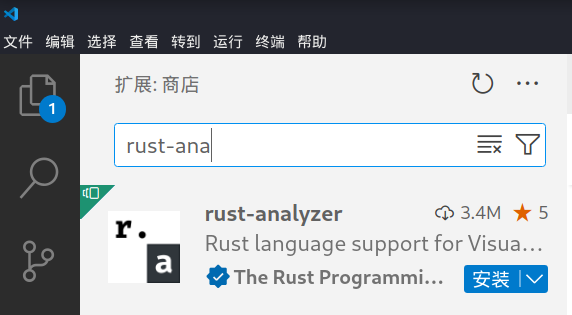 文件 编辑 选择 查看 转到 运行 终端 帮助
1
扩展: 商店
rust-ana
r.
a
rust-analyzer 3.4M 5
Rust language support for Visua...
The Rust Programmi... 安装